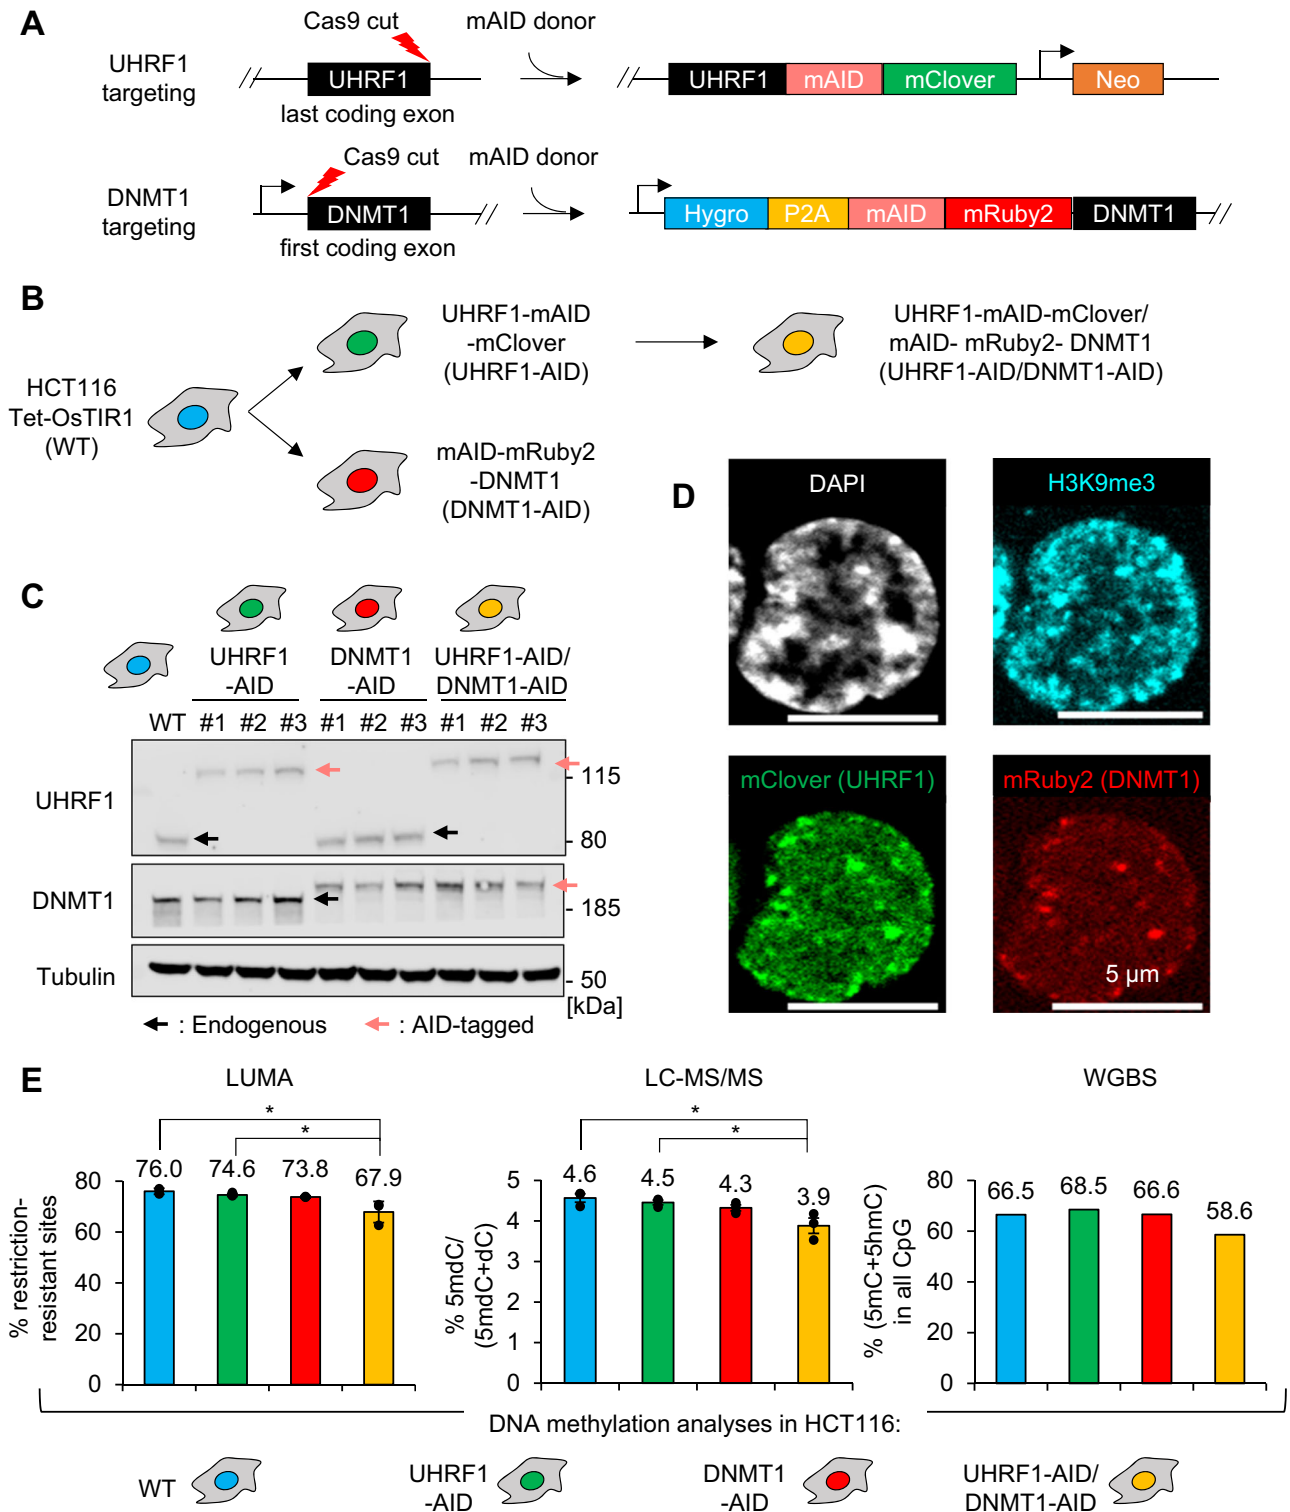 A
UHRF1
targeting
Cas9 cut
UHRF1
last coding exon
mAID donor
UHRF1 mAID mClover Neo
DNMT1
targeting
Cas9 cut
DNMT1
first coding exon
mAID donor
Hygro P2A mAID mRuby2 DNMT1
B
HCT116
Tet-OsTIR1
(WT)
UHRF1-mAID
-mClover
(UHRF1-AID)
mAID-mRuby2
-DNMT1
(DNMT1-AID)
UHRF1-mAID-mClover/
mAID- mRuby2- DNMT1
(UHRF1-AID/DNMT1-AID)
C
UHRF1
-AID
DNMT1
-AID
UHRF1-AID/
DNMT1-AID
WT #1 #2 #3 #1 #2 #3 #1 #2 #3
UHRF1
115
80
DNMT1
185
Tubulin
50
[kDa]
: Endogenous : AID-tagged
D
DAPI
H3K9me3
mClover (UHRF1)
mRuby2 (DNMT1)
5 µm
E
LUMA
*
*
76.0 74.6 73.8 67.9
% restriction-
resistant sites
80
60
40
20
0
LC-MS/MS
*
*
4.6 4.5 4.3 3.9
% 5mdC/
(5mdC+dC)
5
4
3
2
1
0
WGBS
66.5 68.5 66.6 58.6
% (5mC+5hmC)
in all CpG
80
60
40
20
0
DNA methylation analyses in HCT116:
WT
UHRF1
-AID
DNMT1
-AID
UHRF1-AID/
DNMT1-AID